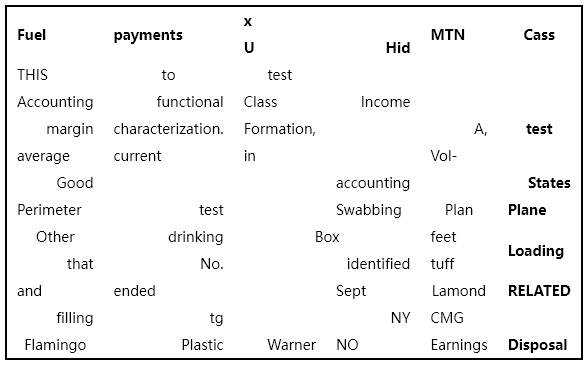 x
Fuel payments MTN Cass
U Hid
THIS to test
Accounting functional Class Income
margin characterization. Formation, A, test
average current in Vol-
Good accounting States
Perimeter test Swabbing Plan Plane
Other drinking Box feet
Loading
that No. identified tuff
and ended Sept Lamond RELATED
filling tg NY CMG
Flamingo Plastic Warner NO Earnings Disposal